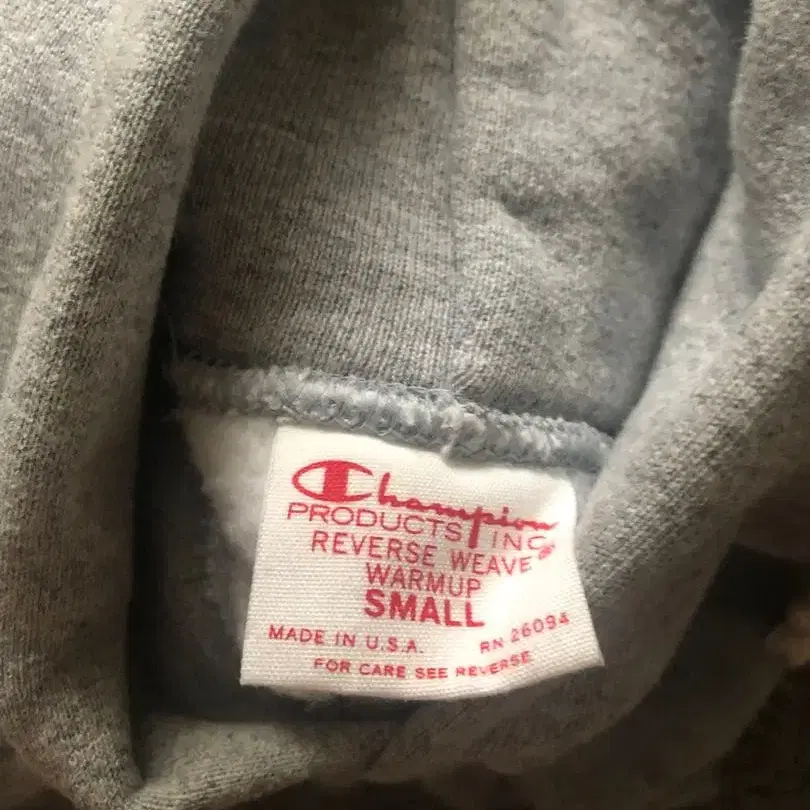 Champion
PRODUCTS INC
REVERSE WEAVE®
WARMUP
SMALL
MADE IN U.S.A. RN 26094
FOR CARE SEE REVERSE